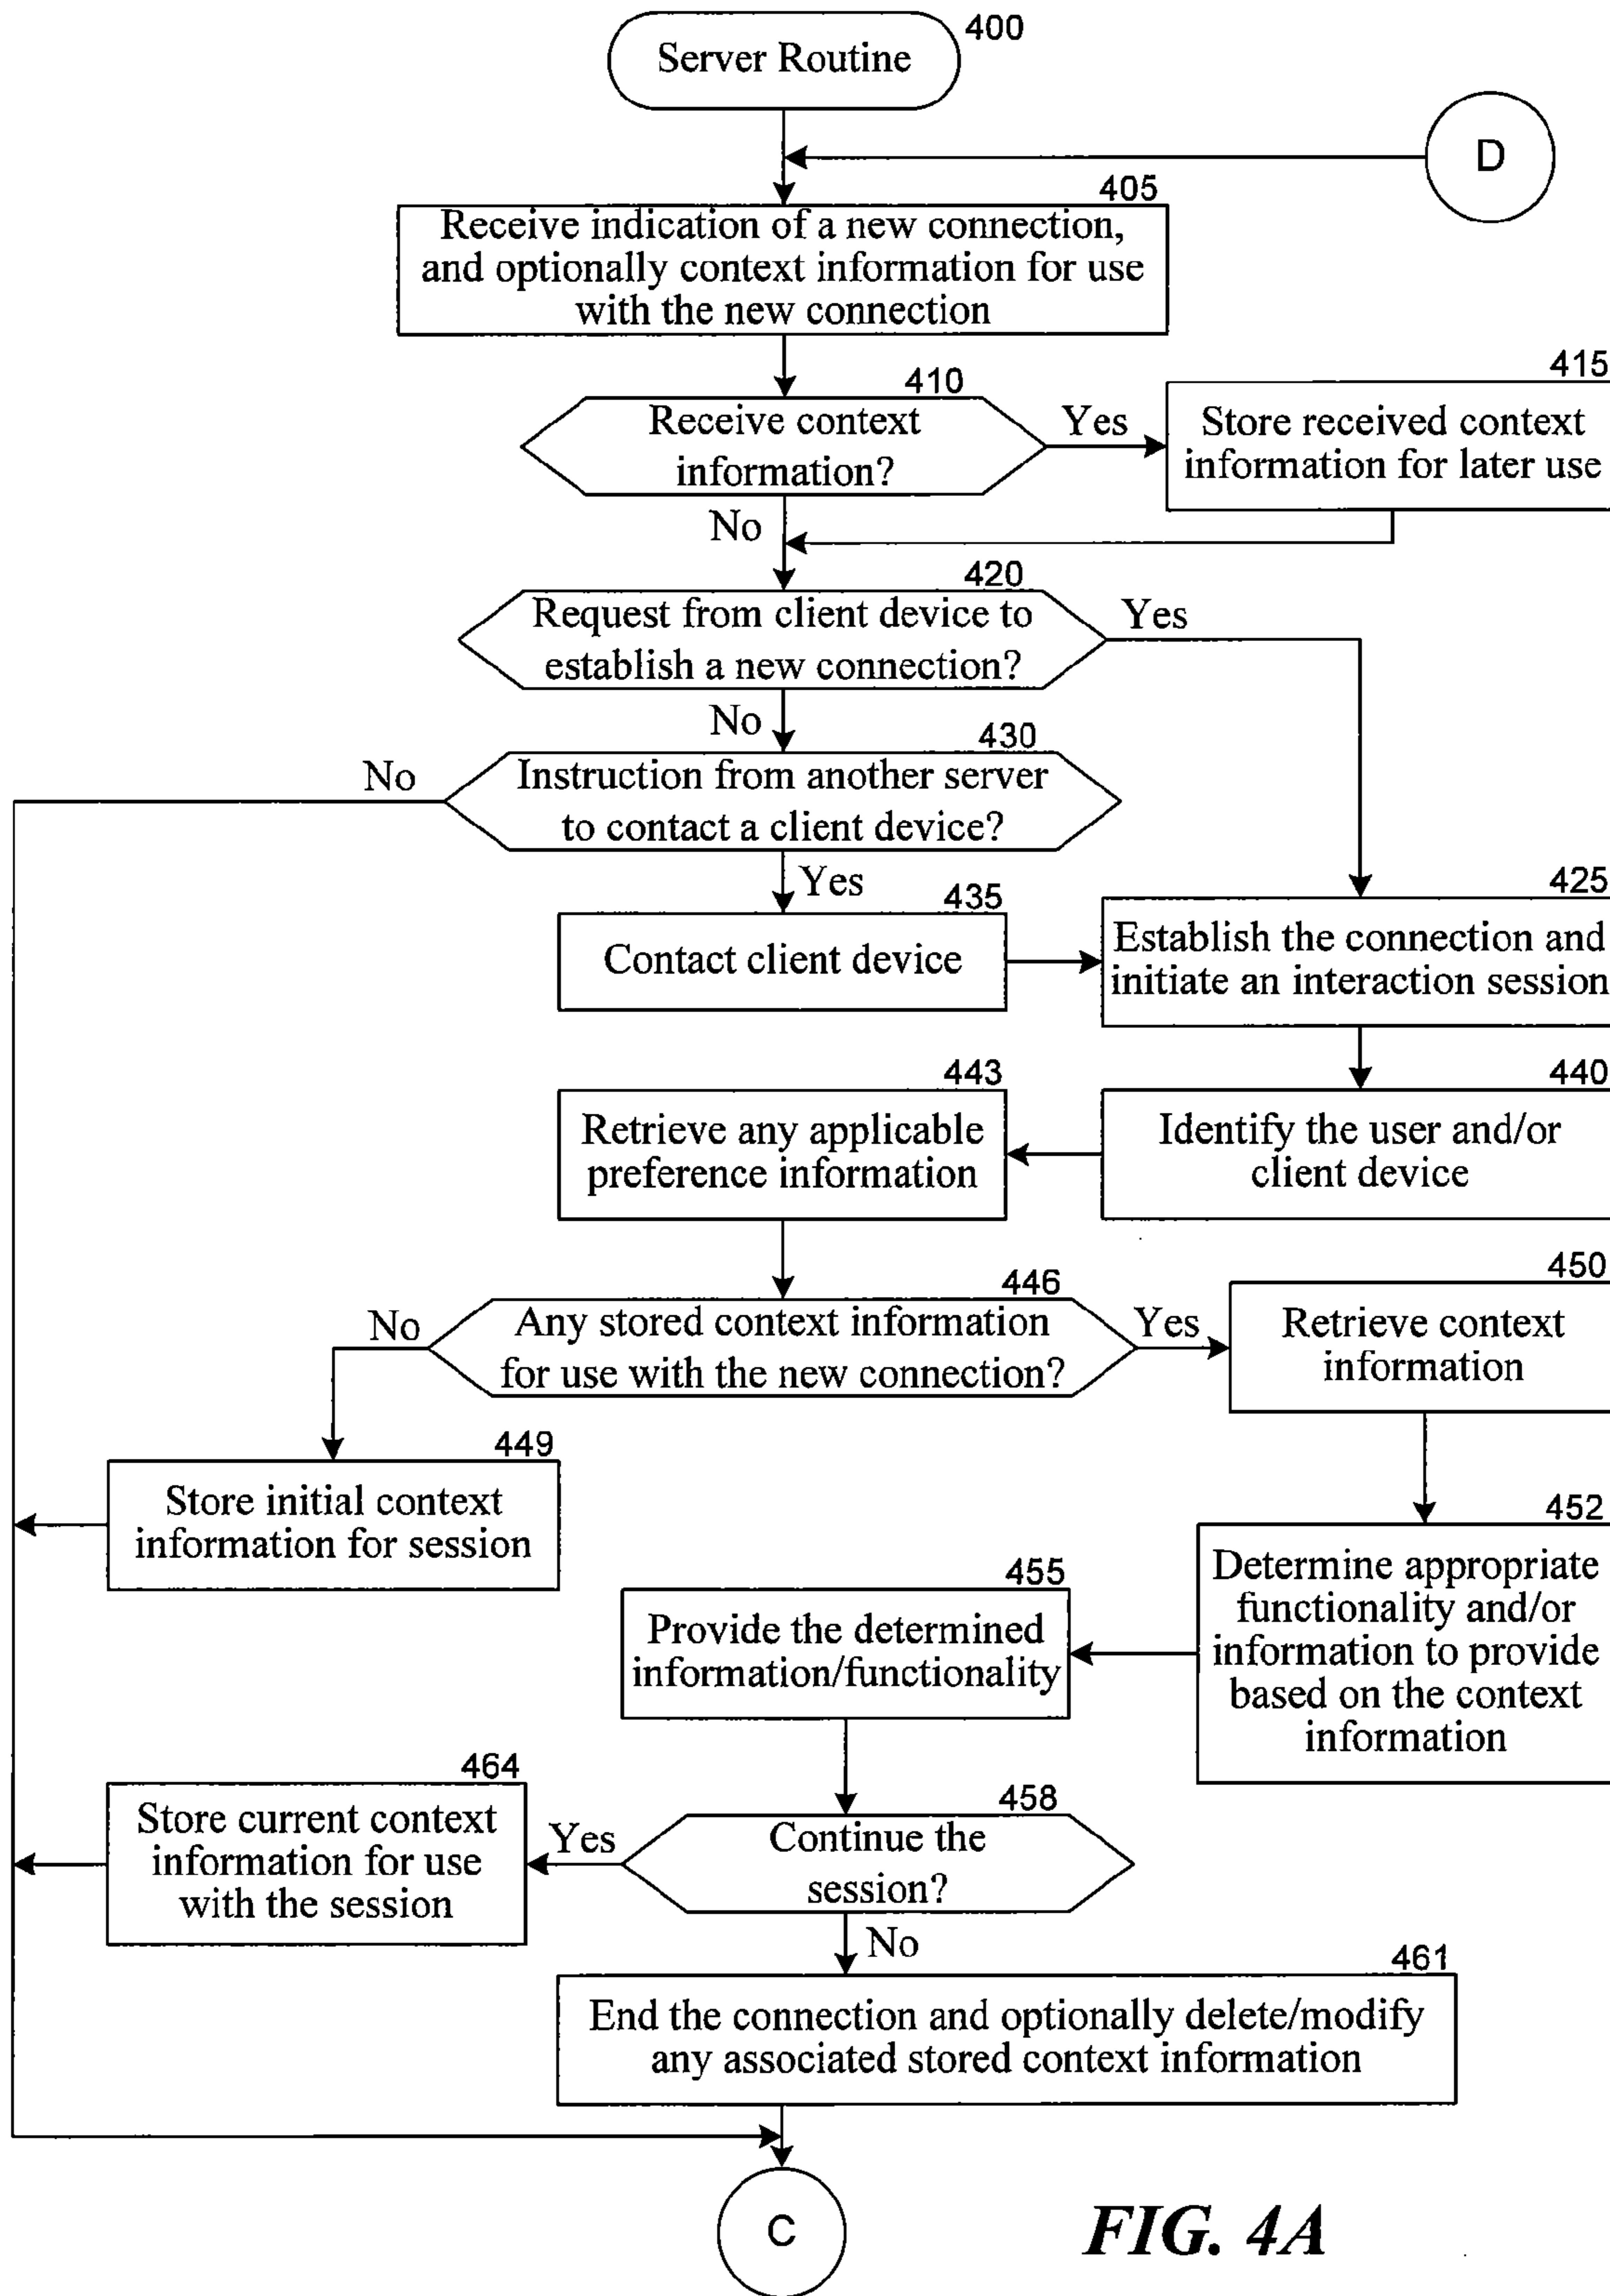 Server Routine
400
D
405
Receive indication of a new connection,
and optionally context information for use
with the new connection
410
Receive context
information?
Yes
415
Store received context
information for later use
No
420
Request from client device to
establish a new connection?
Yes
No
430
Instruction from another server
to contact a client device?
No
Yes
435
Contact client device
425
Establish the connection and
initiate an interaction session
440
Identify the user and/or
client device
443
Retrieve any applicable
preference information
446
Any stored context information
for use with the new connection?
No
Yes
450
Retrieve context
information
449
Store initial context
information for session
452
Determine appropriate
functionality and/or
information to provide
based on the context
information
455
Provide the determined
information/functionality
458
Continue the
session?
Yes
464
Store current context
information for use
with the session
No
461
End the connection and optionally delete/modify
any associated stored context information
C
FIG. 4A